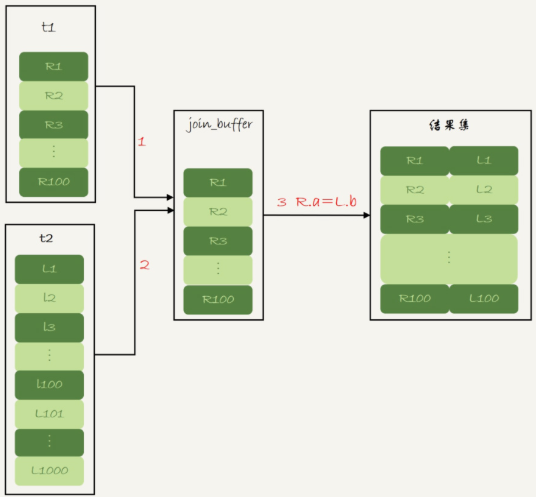 t1
R1
R2
R3
⋮
R100
1
t2
L1
l2
l3
⋮
l100
L101
⋮
L1000
2
join_buffer
R1
R2
R3
⋮
R100
3 R.a=L.b
结果集
R1 L1
R2 L2
R3 L3
⋮
R100 L100